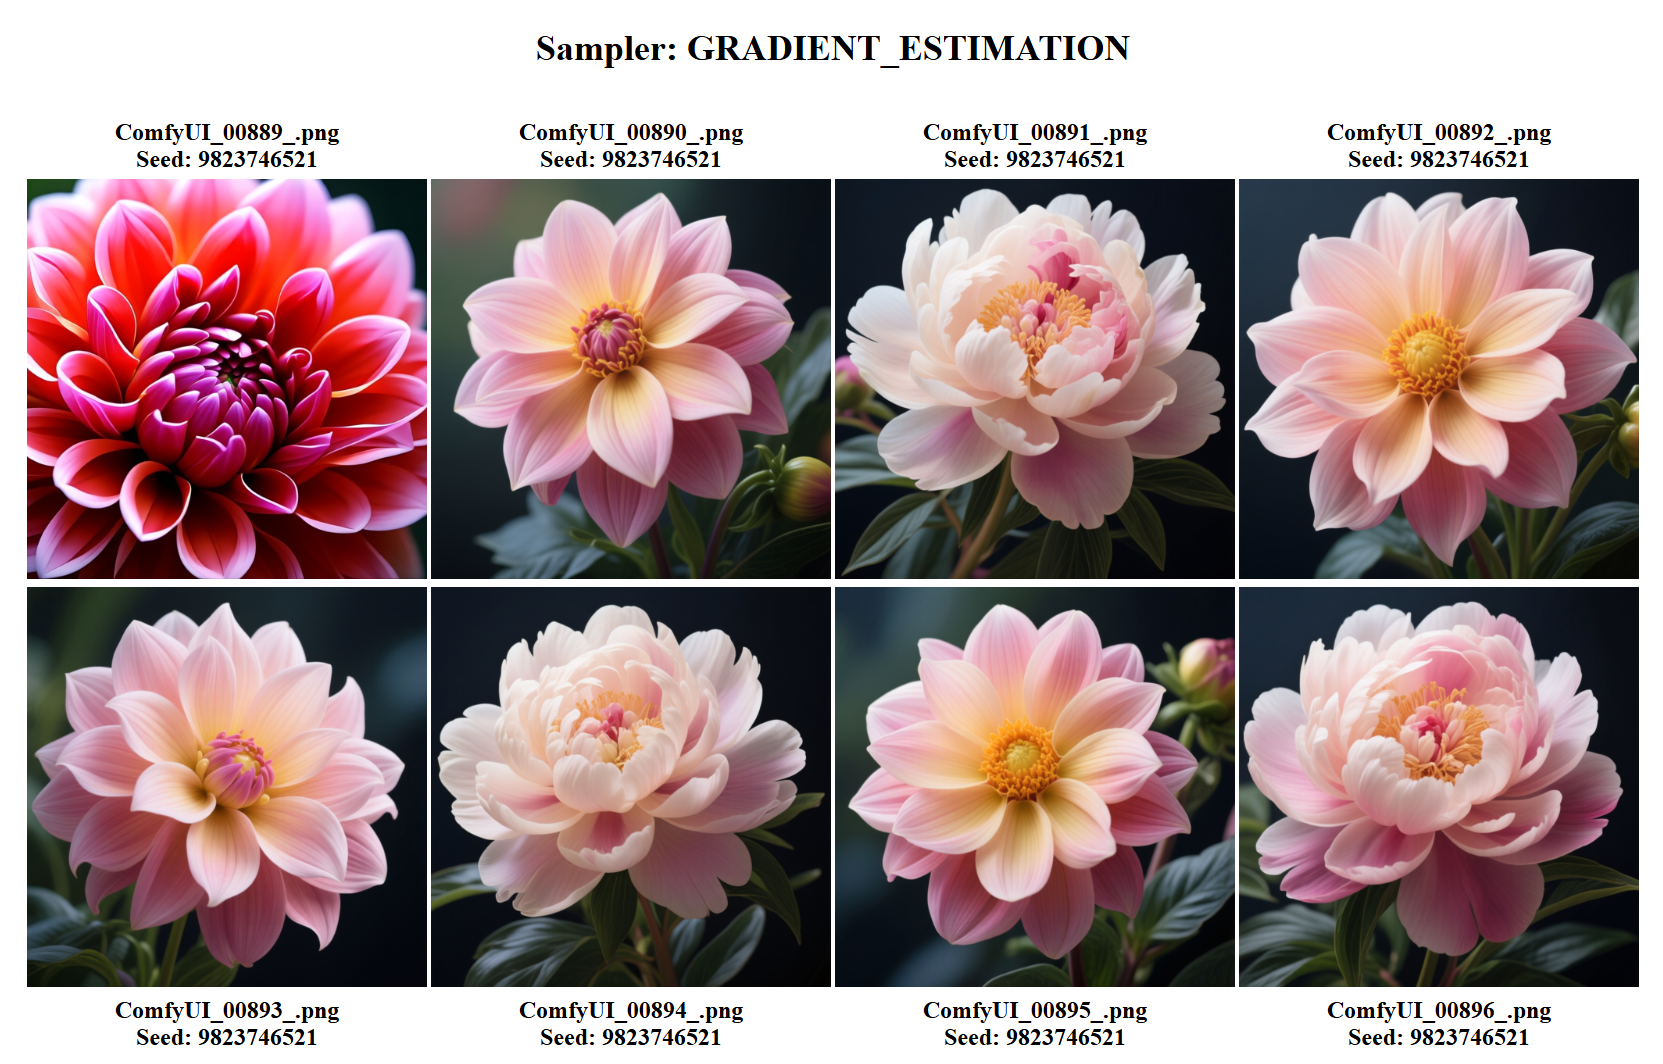 Sampler: GRADIENT_ESTIMATION
ComfyUI_00889_.png
Seed: 9823746521
ComfyUI_00890_.png
Seed: 9823746521
ComfyUI_00891_.png
Seed: 9823746521
ComfyUI_00892_.png
Seed: 9823746521
ComfyUI_00893_.png
Seed: 9823746521
ComfyUI_00894_.png
Seed: 9823746521
ComfyUI_00895_.png
Seed: 9823746521
ComfyUI_00896_.png
Seed: 9823746521